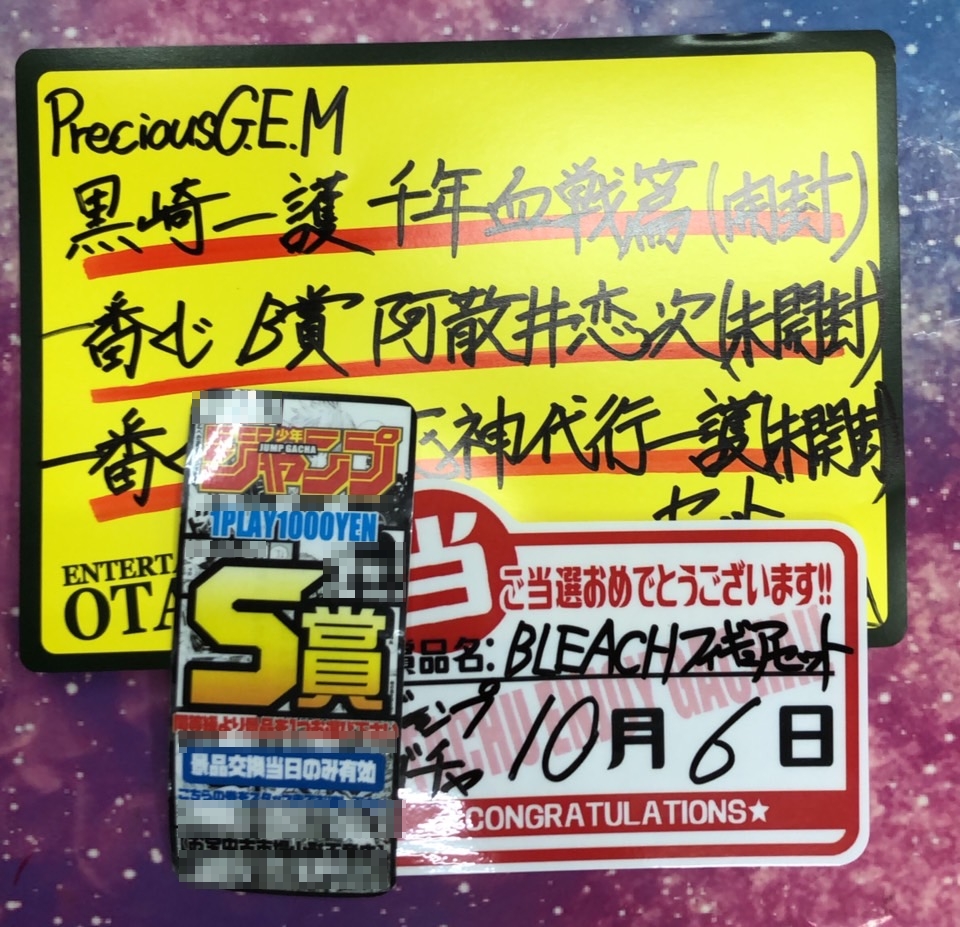 PreciousG.E.M
黒崎一護 千年血戦篇(開封)
一番くじ B賞 阿散井恋次(未開封)
一番く 神代行一護(未開封)
セット
ENTERTA
OTA
少年
JUMP GACHA
ジャンプ
1PLAY1000YEN
S賞
景品交換当日のみ有効
当
ご当選おめでとうございます!!
賞品名: BLEACHフィギュアセット
ジャンプ
ガチャ
10月6日
CONGRATULATIONS★